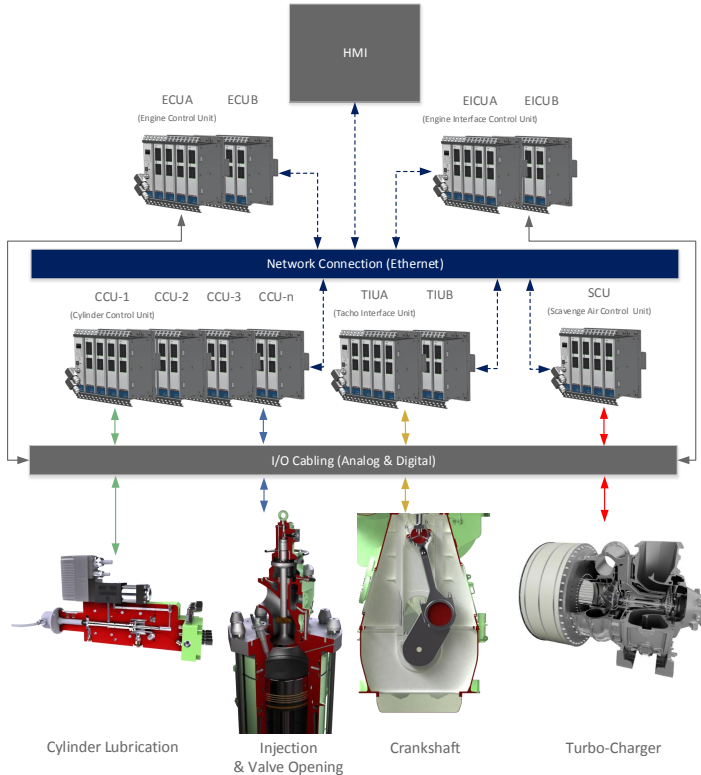 HMI
ECUA
ECUB
(Engine Control Unit)
EICUA
EICUB
(Engine Interface Control Unit)
Network Connection (Ethernet)
CCU-1
CCU-2
CCU-3
CCU-n
(Cylinder Control Unit)
TIUA
TIUB
(Tacho Interface Unit)
SCU
(Scavenge Air Control Unit)
I/O Cabling (Analog & Digital)
Cylinder Lubrication
Injection
& Valve Opening
Crankshaft
Turbo-Charger